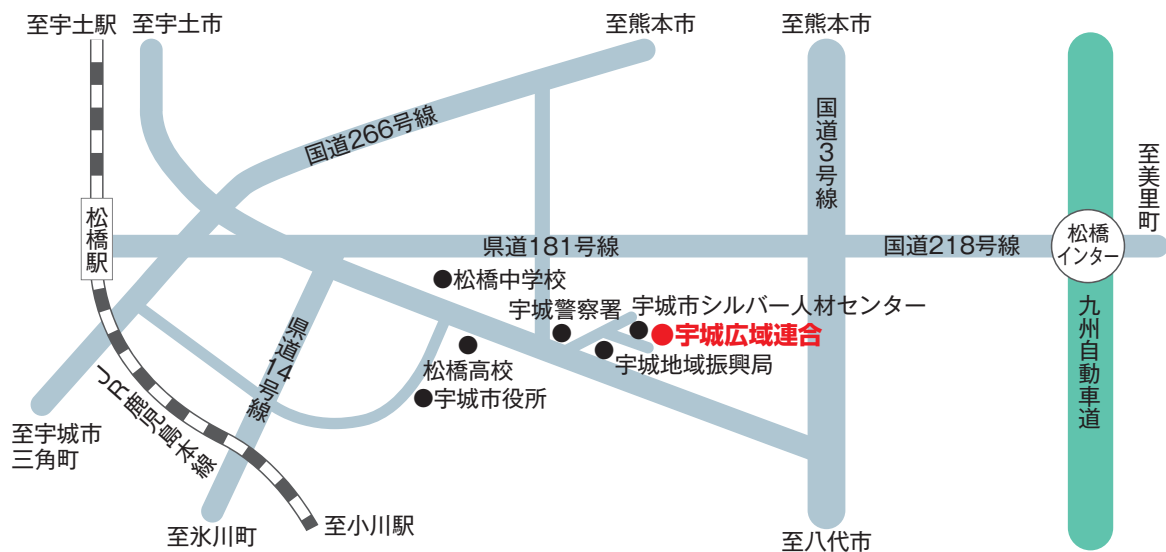 至宇土駅
至宇土市
至熊本市
至熊本市
国道266号線
国道3号線
至美里町
松橋駅
県道181号線
国道218号線
松橋
インター
松橋中学校
宇城警察署
宇城市シルバー人材センター
宇城広域連合
九州自動車道
県道14号線
松橋高校
宇城地域振興局
宇城市役所
JR鹿児島本線
至宇城市
三角町
至氷川町
至小川駅
至八代市